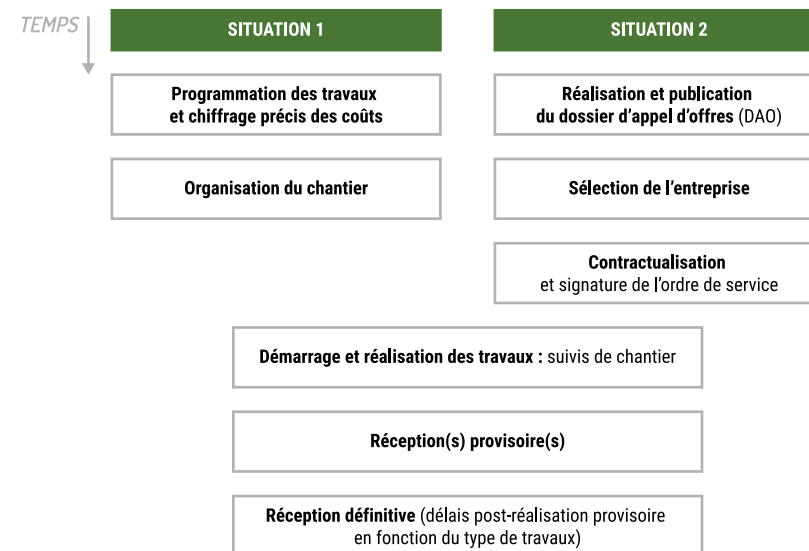 TEMPS
SITUATION 1
SITUATION 2
Programmation des travaux
et chiffrage précis des coûts
Réalisation et publication
du dossier d'appel d'offres (DAO)
Organisation du chantier
Sélection de l'entreprise
Contractualisation
et signature de l'ordre de service
Démarrage et réalisation des travaux : suivis de chantier
Réception(s) provisoire(s)
Réception définitive (délais post-réalisation provisoire
en fonction du type de travaux)